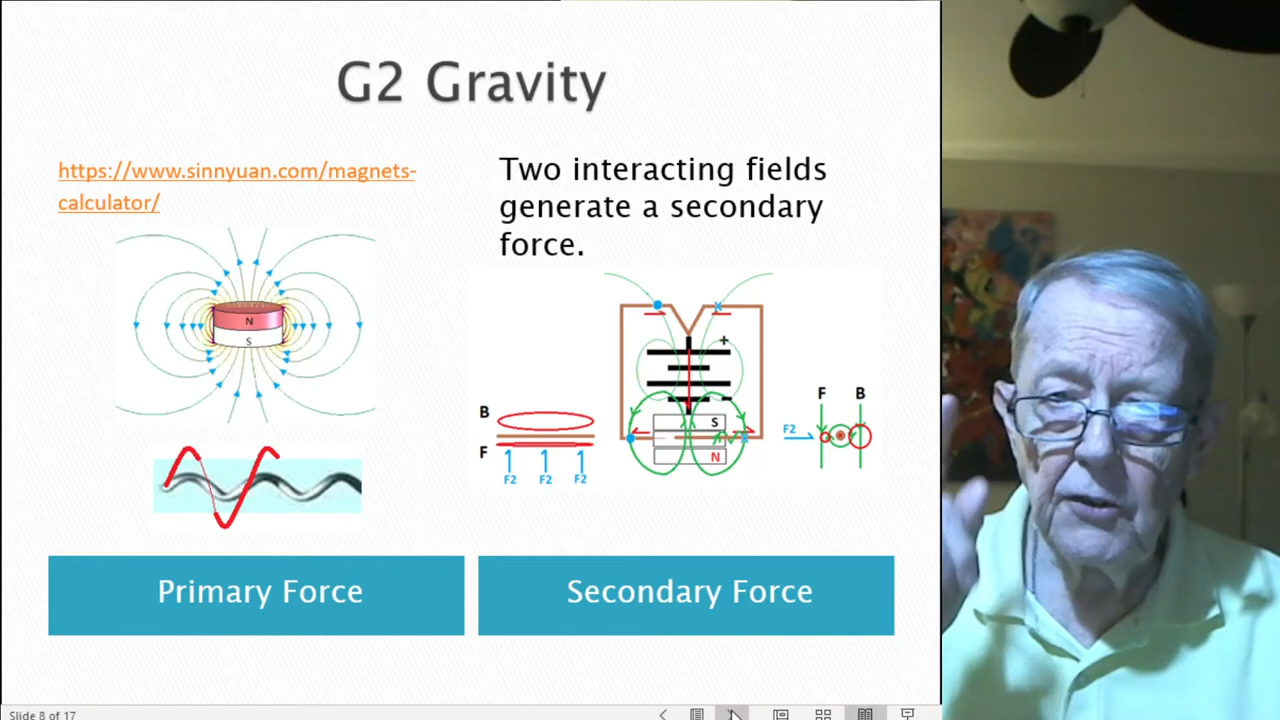 G2 Gravity
https://www.sinnyuan.com/magnets-
calculator/
N
S
Primary Force
Two interacting fields
generate a secondary
force.
+
-
S
N
B
F
F2 F2 F2
F B
F2
Secondary Force
Slide 8 of 17